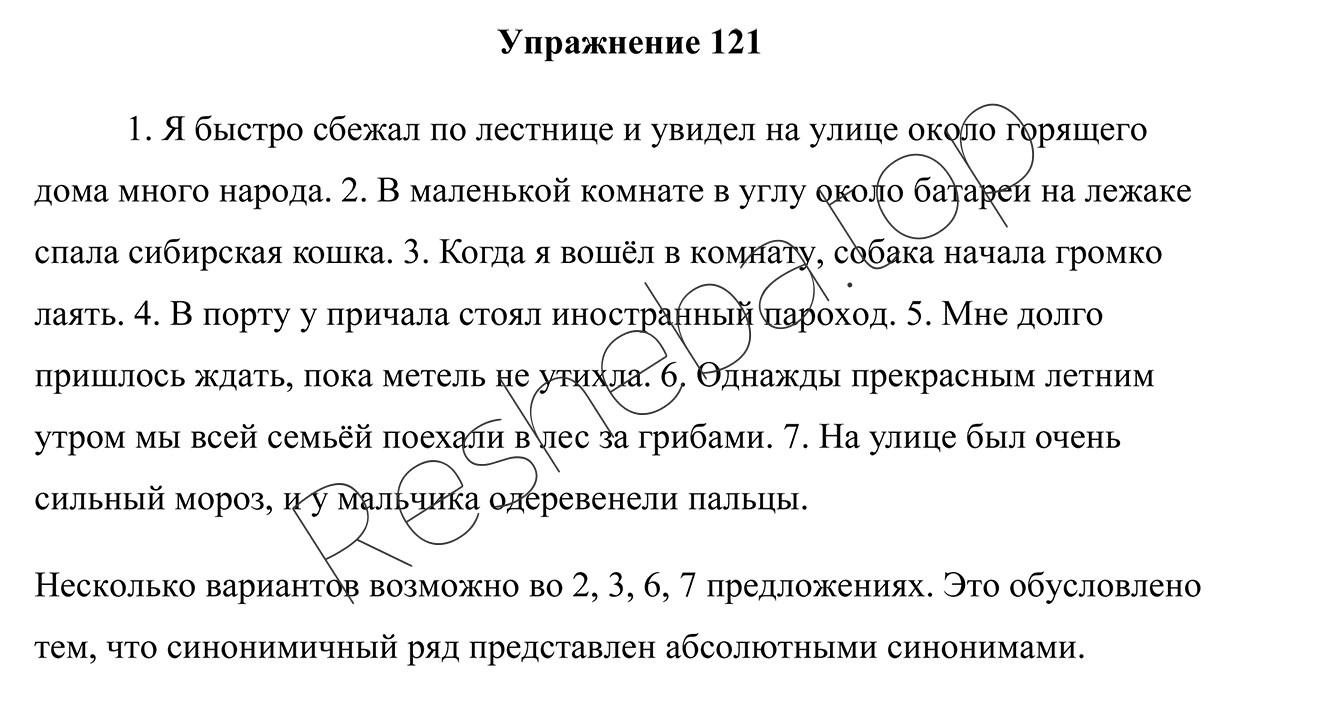 Упражнение 121
1. Я быстро сбежал по лестнице и увидел на улице около горящего
дома много народа. 2. В маленькой комнате в углу около батареи на лежаке
спала сибирская кошка. 3. Когда я вошёл в комнату, собака начала громко
лаять. 4. В порту у причала стоял иностранный пароход. 5. Мне долго
пришлось ждать, пока метель не утихла. 6. Однажды прекрасным летним
утром мы всей семьёй поехали в лес за грибами. 7. На улице был очень
сильный мороз, и у мальчика одеревенели пальцы.
Несколько вариантов возможно во 2, 3, 6, 7 предложениях. Это обусловлено
тем, что синонимичный ряд представлен абсолютными синонимами.
Resheba.top